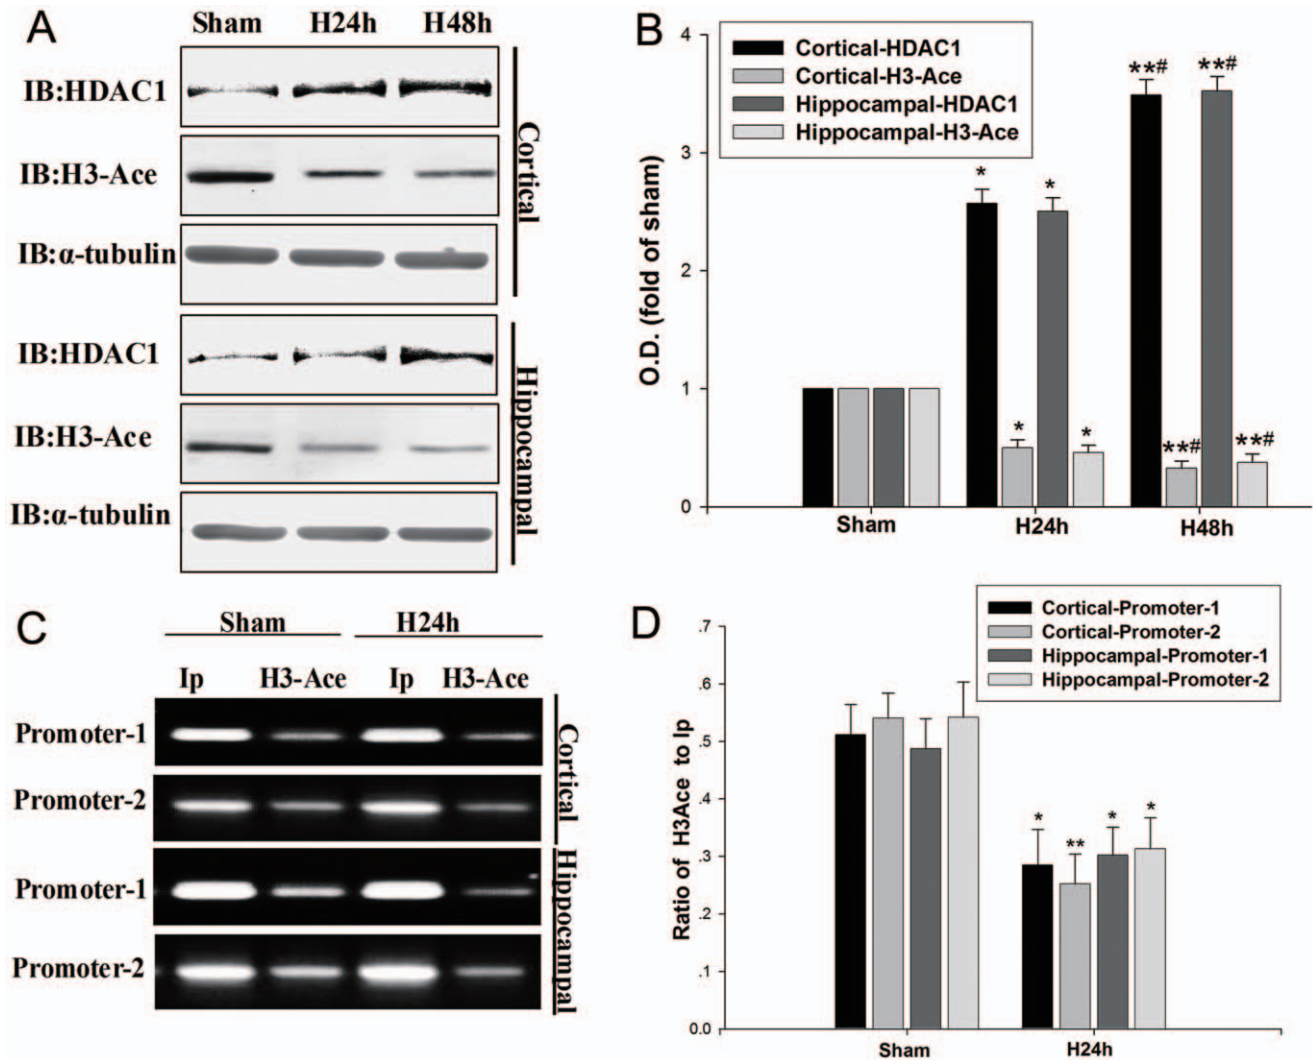 A
Sham H24h H48h
IB:HDAC1
IB:H3-Ace
IB:α-tubulin
Cortical
IB:HDAC1
IB:H3-Ace
IB:α-tubulin
Hippocampal
B
Cortical-HDAC1
Cortical-H3-Ace
Hippocampal-HDAC1
Hippocampal-H3-Ace
O.D. (fold of sham)
4
3
2
1
0
* * * *
**# **# **# **#
Sham H24h H48h
C
Sham H24h
Ip H3-Ace Ip H3-Ace
Promoter-1
Promoter-2
Cortical
Promoter-1
Promoter-2
Hippocampal
D
Cortical-Promoter-1
Cortical-Promoter-2
Hippocampal-Promoter-1
Hippocampal-Promoter-2
Ratio of H3Ace to Ip
.7
.6
.5
.4
.3
.2
.1
0.0
* ** * *
Sham H24h